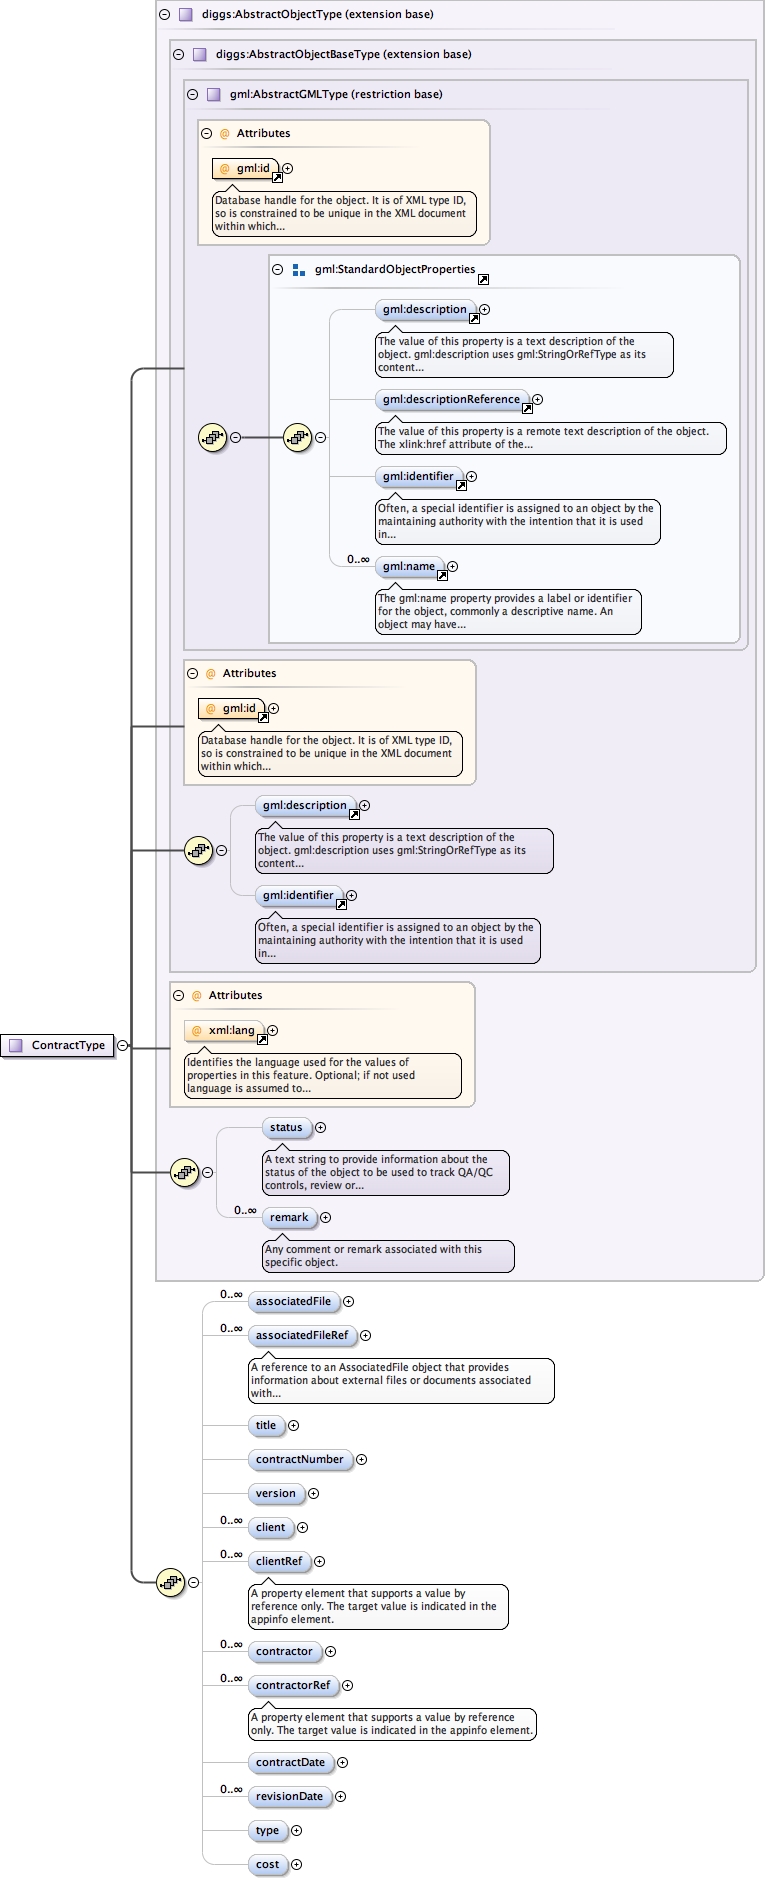 diggs:AbstractObjectType (extension base)
diggs:AbstractObjectBaseType (extension base)
gml:AbstractGMLType (restriction base)
@ Attributes
@ gml:id
Database handle for the object. It is of XML type ID,
so is constrained to be unique in the XML document
within which...
gml:StandardObjectProperties
gml:description
The value of this property is a text description of the
object. gml:description uses gml:StringOrRefType as its
content...
gml:descriptionReference
The value of this property is a remote text description of the object.
The xlink:href attribute of the...
gml:identifier
Often, a special identifier is assigned to an object by the
maintaining authority with the intention that it is used
in...
0..∞
gml:name
The gml:name property provides a label or identifier
for the object, commonly a descriptive name. An
object may have...
@ Attributes
@ gml:id
Database handle for the object. It is of XML type ID,
so is constrained to be unique in the XML document
within which...
gml:description
The value of this property is a text description of the
object. gml:description uses gml:StringOrRefType as its
content...
gml:identifier
Often, a special identifier is assigned to an object by the
maintaining authority with the intention that it is used
in...
@ Attributes
@ xml:lang
ContractType
Identifies the language used for the values of
properties in this feature. Optional; if not used
language is assumed to...
status
A text string to provide information about the
status of the object to be used to track QA/QC
controls, review or...
0..∞
remark
Any comment or remark associated with this
specific object.
0..∞
associatedFile
0..∞
associatedFileRef
A reference to an AssociatedFile object that provides
information about external files or documents associated
with...
title
contractNumber
version
0..∞
client
0..∞
clientRef
A property element that supports a value by
reference only. The target value is indicated in the
appinfo element.
0..∞
contractor
0..∞
contractorRef
A property element that supports a value by reference
only. The target value is indicated in the appinfo element.
contractDate
0..∞
revisionDate
type
cost